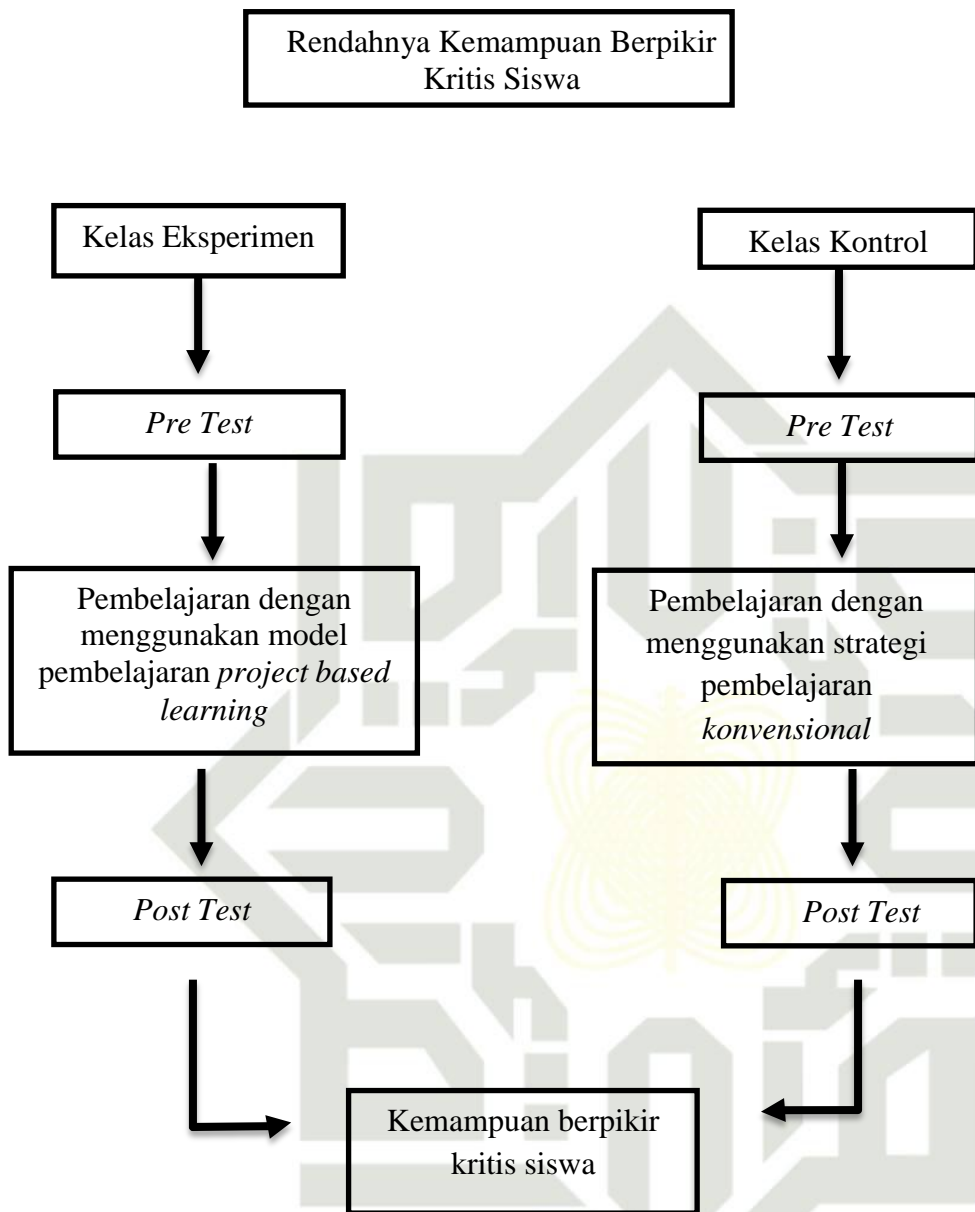 Rendahnya Kemampuan Berpikir
Kritis Siswa
Kelas Eksperimen
Kelas Kontrol
Pre Test
Pre Test
Pembelajaran dengan
menggunakan model
pembelajaran project based
learning
Pembelajaran dengan
menggunakan strategi
pembelajaran
konvensional
Post Test
Post Test
Kemampuan berpikir
kritis siswa